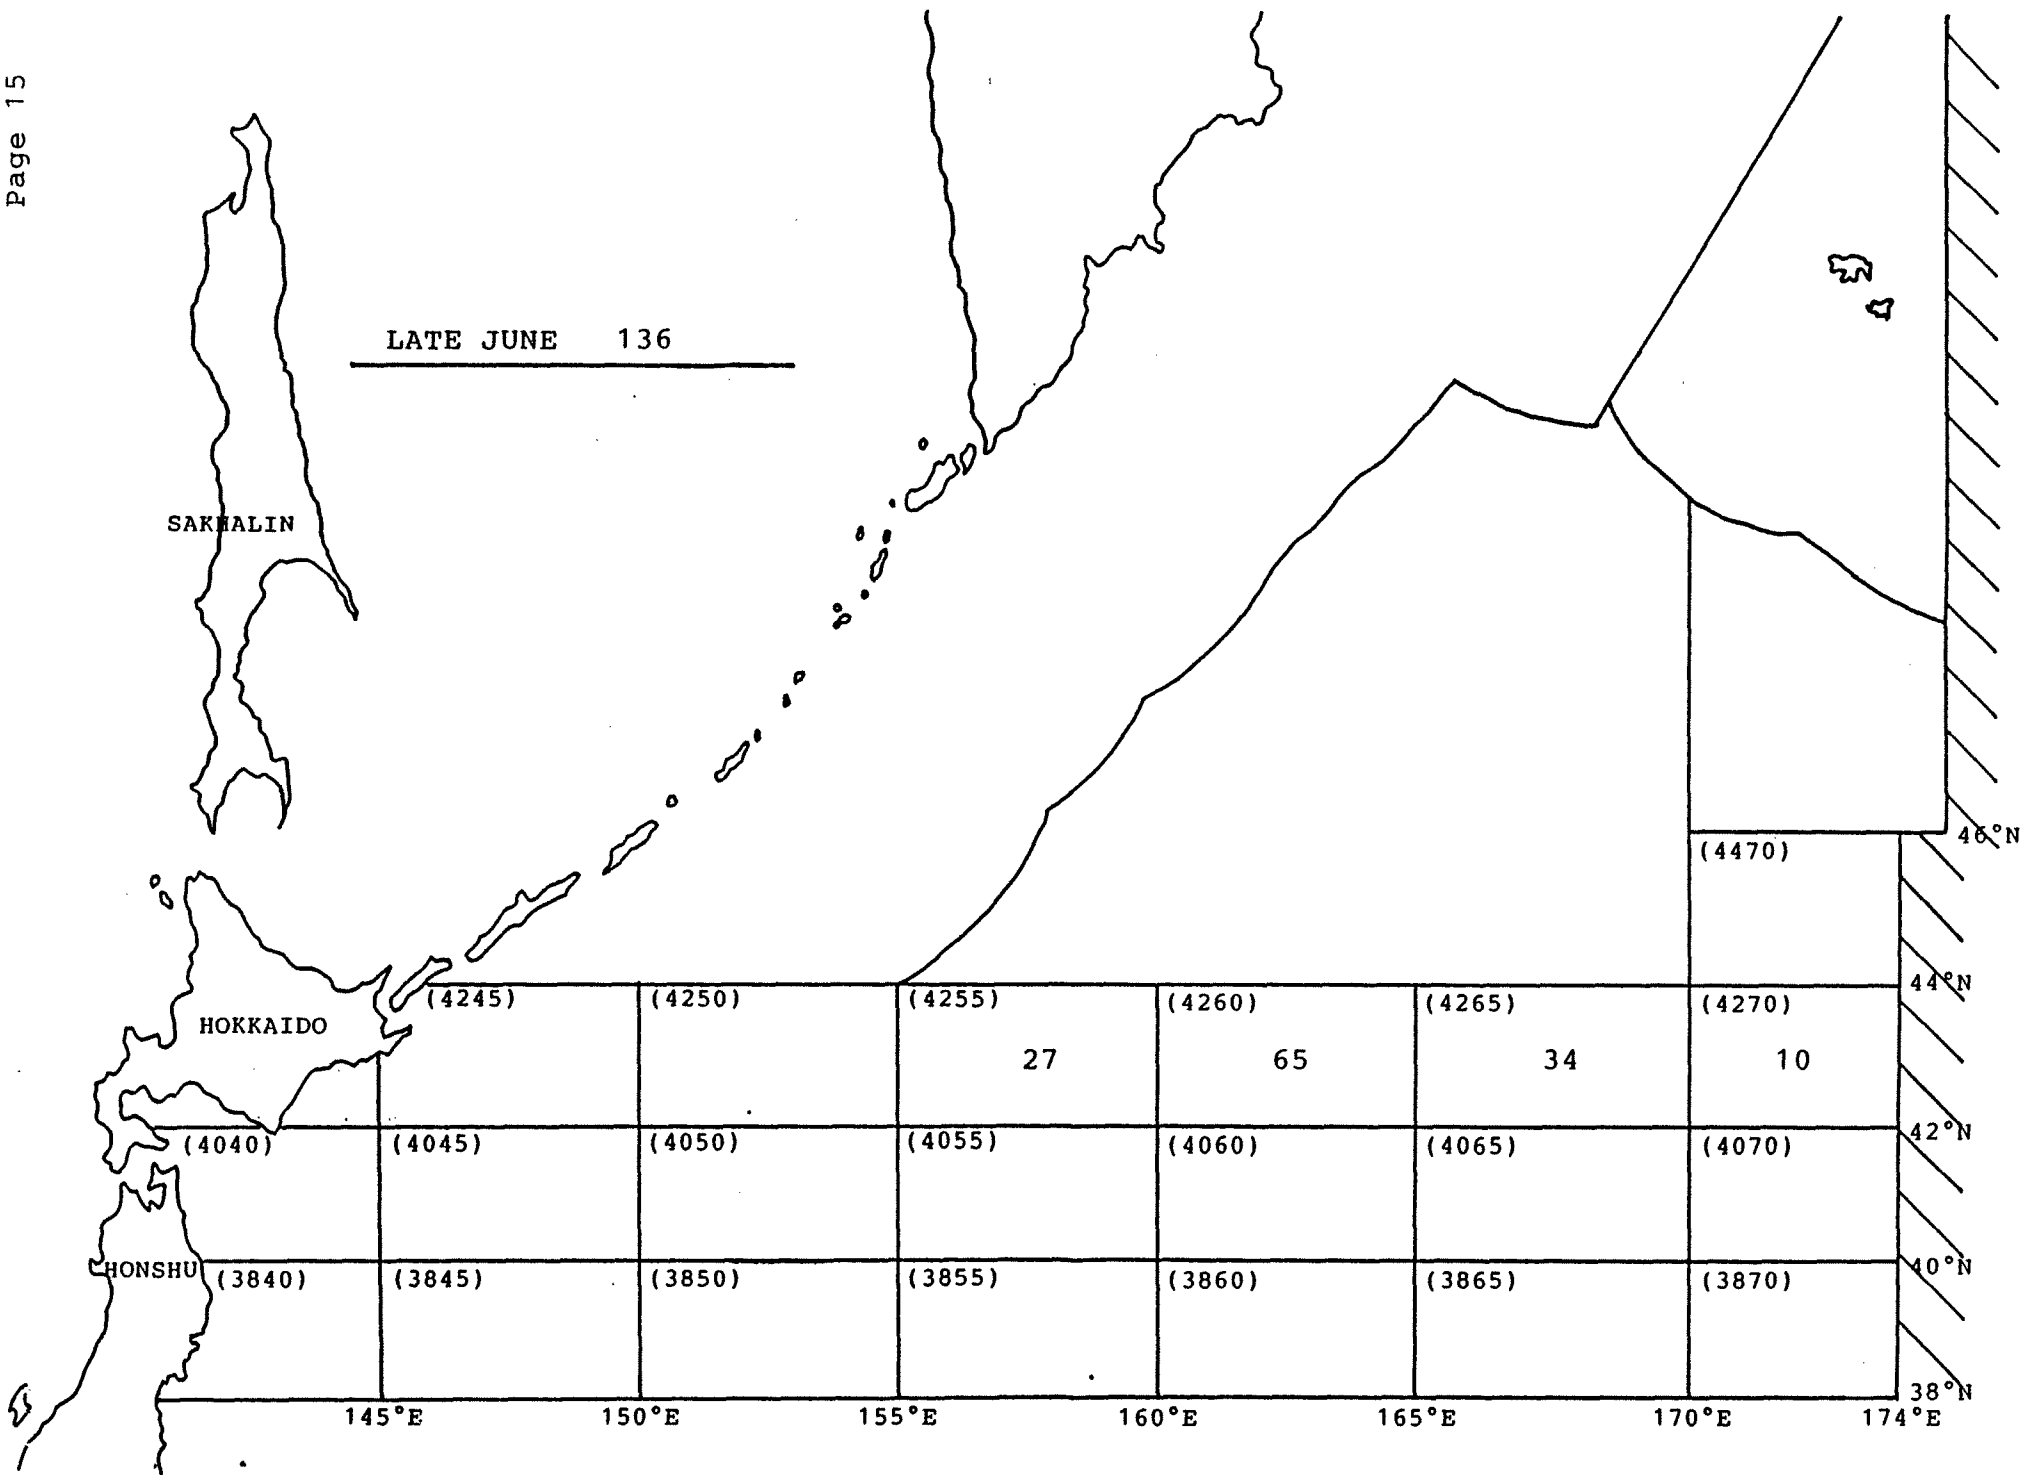 Page 15
LATE JUNE 136
SAKHALIN
46°N
(4470)
44°N
(4245) (4250) (4255) (4260) (4265) (4270)
HOKKAIDO
27 65 34 10
42°N
(4040) (4045) (4050) (4055) (4060) (4065) (4070)
40°N
HONSHU (3840) (3845) (3850) (3855) (3860) (3865) (3870)
38°N
145°E 150°E 155°E 160°E 165°E 170°E 174°E